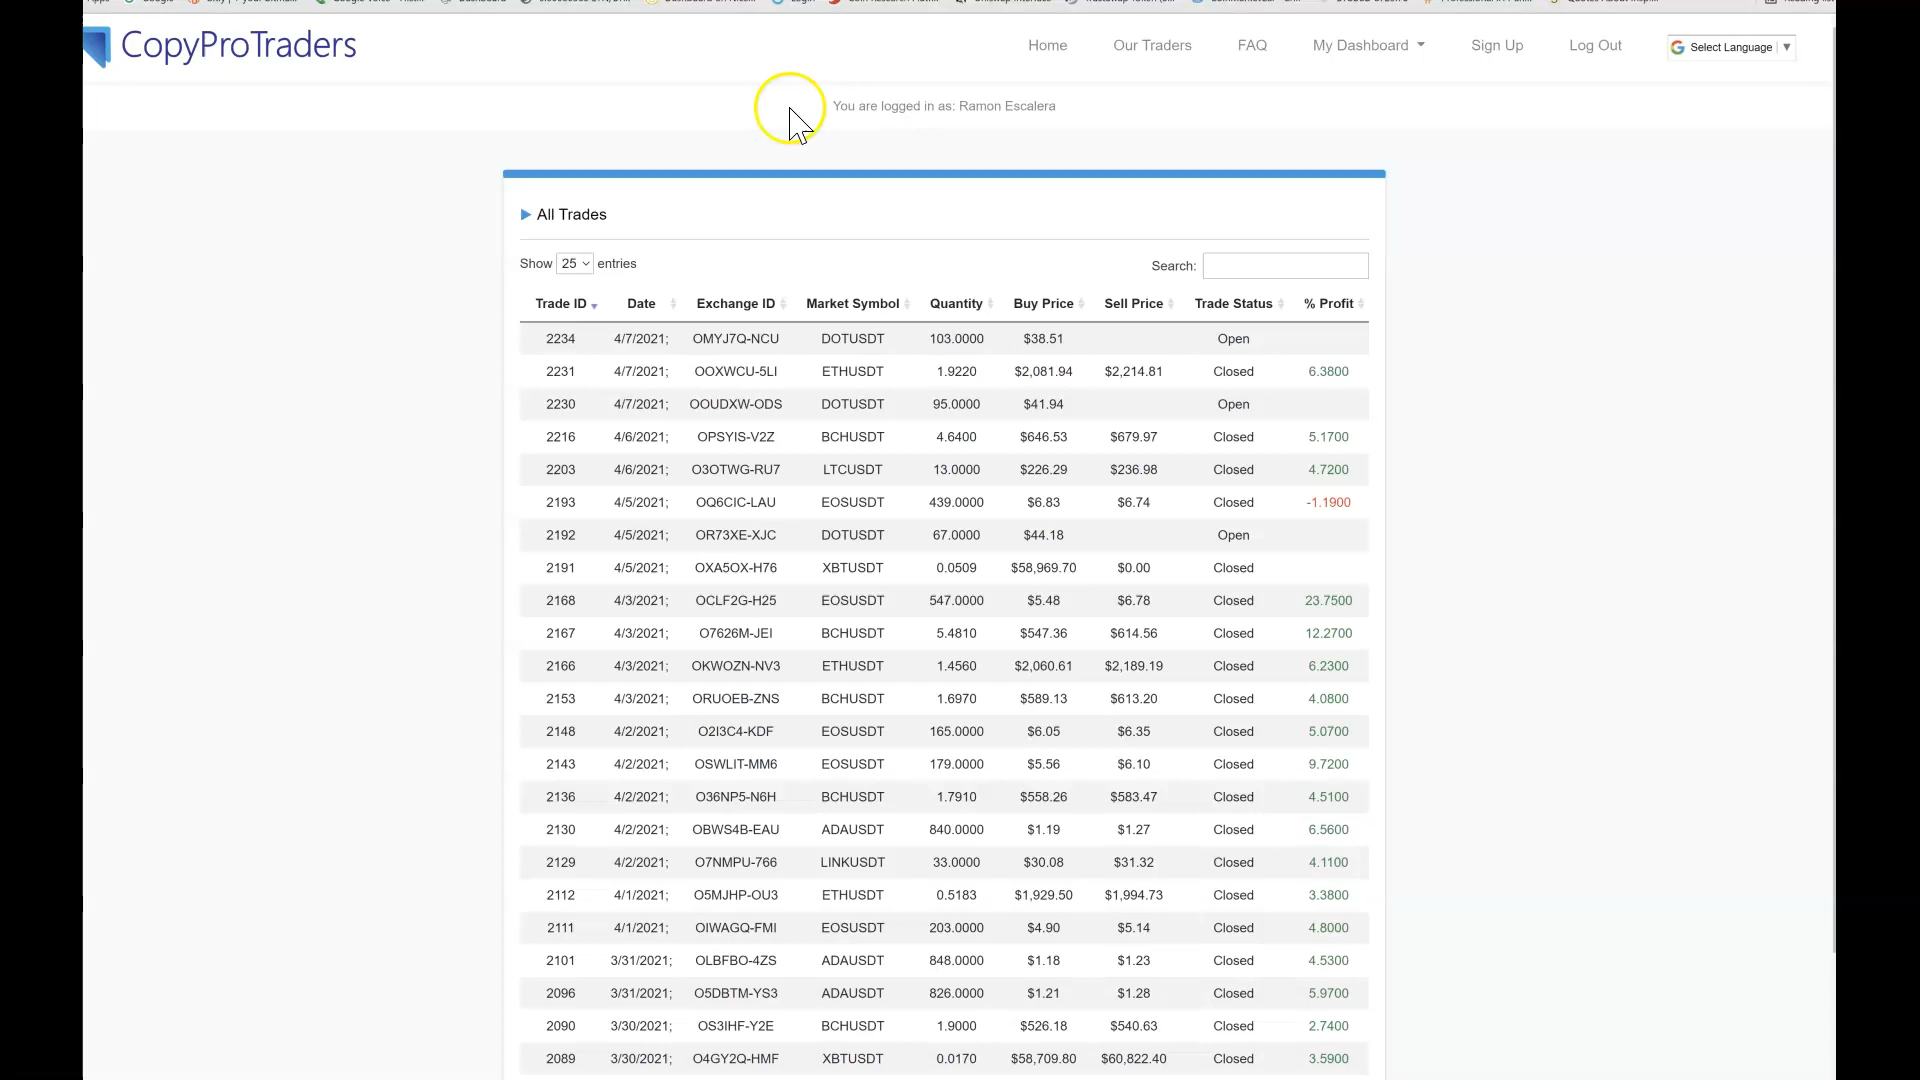 CopyProTraders
Home Our Traders FAQ My Dashboard Sign Up Log Out Select Language ▼
You are logged in as: Ramon Escalera
All Trades
Show 25 entries Search:
Trade ID Date Exchange ID Market Symbol Quantity Buy Price Sell Price Trade Status % Profit
2234 4/7/2021; OMYJ7Q-NCU DOTUSDT 103.0000 $38.51 Open
2231 4/7/2021; OOXWCU-5LI ETHUSDT 1.9220 $2,081.94 $2,214.81 Closed 6.3800
2230 4/7/2021; OOUDXW-ODS DOTUSDT 95.0000 $41.94 Open
2216 4/6/2021; OPSYIS-V2Z BCHUSDT 4.6400 $646.53 $679.97 Closed 5.1700
2203 4/6/2021; O3OTWG-RU7 LTCUSDT 13.0000 $226.29 $236.98 Closed 4.7200
2193 4/5/2021; OQ6CIC-LAU EOSUSDT 439.0000 $6.83 $6.74 Closed -1.1900
2192 4/5/2021; OR73XE-XJC DOTUSDT 67.0000 $44.18 Open
2191 4/5/2021; OXA5OX-H76 XBTUSDT 0.0509 $58,969.70 $0.00 Closed
2168 4/3/2021; OCLF2G-H25 EOSUSDT 547.0000 $5.48 $6.78 Closed 23.7500
2167 4/3/2021; O7626M-JEI BCHUSDT 5.4810 $547.36 $614.56 Closed 12.2700
2166 4/3/2021; OKWOZN-NV3 ETHUSDT 1.4560 $2,060.61 $2,189.19 Closed 6.2300
2153 4/3/2021; ORUOEB-ZNS BCHUSDT 1.6970 $589.13 $613.20 Closed 4.0800
2148 4/2/2021; O2I3C4-KDF EOSUSDT 165.0000 $6.05 $6.35 Closed 5.0700
2143 4/2/2021; OSWLIT-MM6 EOSUSDT 179.0000 $5.56 $6.10 Closed 9.7200
2136 4/2/2021; O36NP5-N6H BCHUSDT 1.7910 $558.26 $583.47 Closed 4.5100
2130 4/2/2021; OBWS4B-EAU ADAUSDT 840.0000 $1.19 $1.27 Closed 6.5600
2129 4/2/2021; O7NMPU-766 LINKUSDT 33.0000 $30.08 $31.32 Closed 4.1100
2112 4/1/2021; O5MJHP-OU3 ETHUSDT 0.5183 $1,929.50 $1,994.73 Closed 3.3800
2111 4/1/2021; OIWAGQ-FMI EOSUSDT 203.0000 $4.90 $5.14 Closed 4.8000
2101 3/31/2021; OLBFBO-4ZS ADAUSDT 848.0000 $1.18 $1.23 Closed 4.5300
2096 3/31/2021; O5DBTM-YS3 ADAUSDT 826.0000 $1.21 $1.28 Closed 5.9700
2090 3/30/2021; OS3IHF-Y2E BCHUSDT 1.9000 $526.18 $540.63 Closed 2.7400
2089 3/30/2021; O4GY2Q-HMF XBTUSDT 0.0170 $58,709.80 $60,822.40 Closed 3.5900